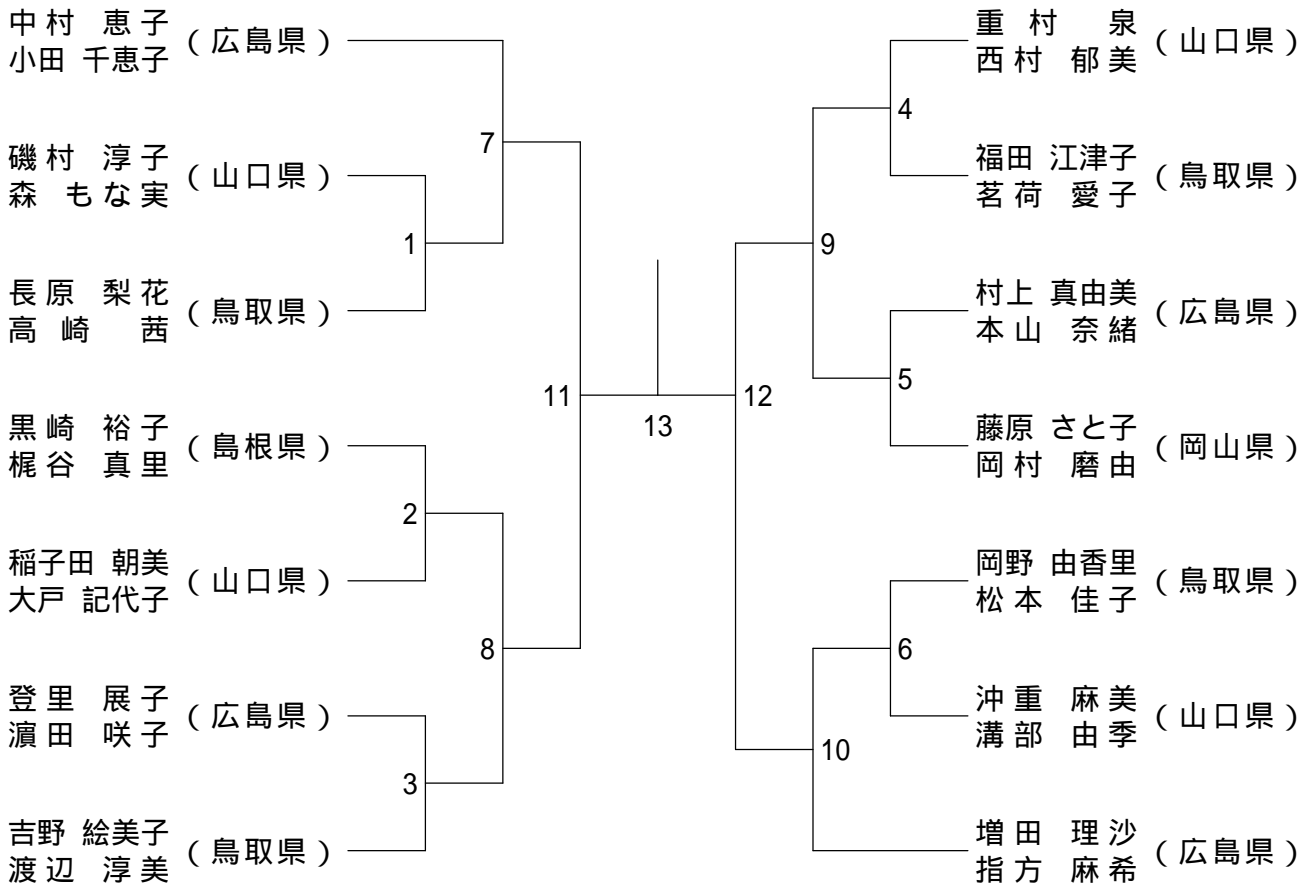 中村 恵子
小田 千恵子
(広島県)
磯村 淳子
森 もな実
(山口県)
長原 梨花
高崎 茜
(鳥取県)
黒崎 裕子
梶谷 真里
(島根県)
稲子田 朝美
大戸 記代子
(山口県)
登里 展子
濵田 咲子
(広島県)
吉野 絵美子
渡辺 淳美
(鳥取県)
7
1
11
2
8
3
13
12
9
4
5
6
10
重村 泉
西村 郁美
(山口県)
福田 江津子
茗荷 愛子
(鳥取県)
村上 真由美
本山 奈緒
(広島県)
藤原 さと子
岡村 磨由
(岡山県)
岡野 由香里
松本 佳子
(鳥取県)
沖重 麻美
溝部 由季
(山口県)
増田 理沙
指方 麻希
(広島県)